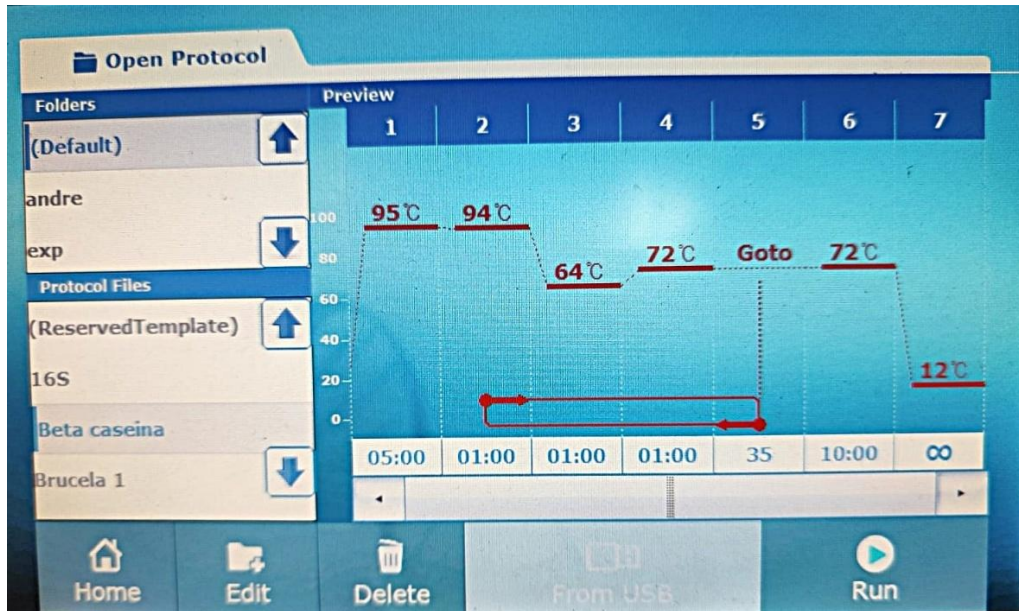 Open Protocol
Folders
(Default)
andre
exp
Protocol Files
(ReservedTemplate)
16S
Beta caseina
Brucela 1
Preview
1 2 3 4 5 6 7
100
80
60
40
20
0
95℃ 94℃ 64℃ 72℃ Goto 72℃ 12℃
05:00 01:00 01:00 01:00 35 10:00 ∞
Home Edit Delete From USB Run